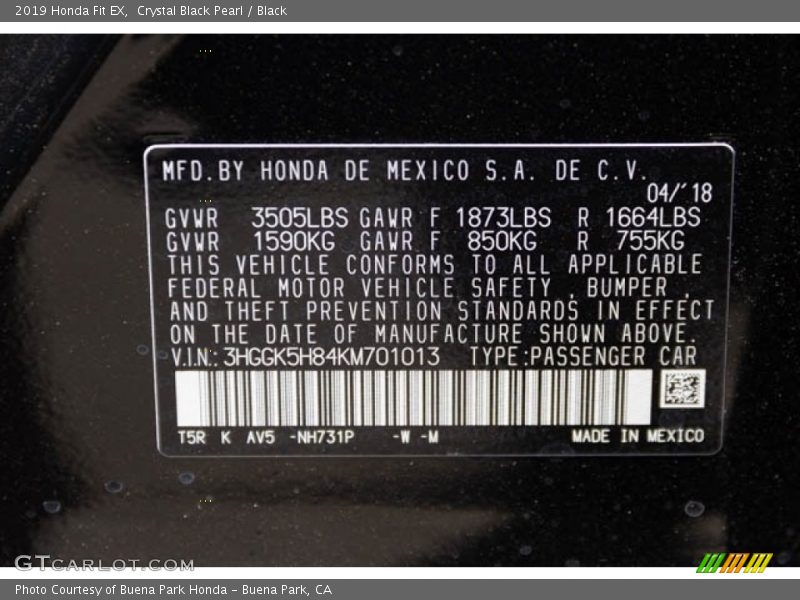 2019 Honda Fit EX,  Crystal Black Pearl / Black
MFD.BY HONDA DE MEXICO S.A. DE C.V.
04/'18
GVWR 3505LBS GAWR F 1873LBS R 1664LBS
GVWR 1590KG GAWR F 850KG R 755KG
THIS VEHICLE CONFORMS TO ALL APPLICABLE
FEDERAL MOTOR VEHICLE SAFETY , BUMPER ,
AND THEFT PREVENTION STANDARDS IN EFFECT
ON THE DATE OF MANUFACTURE SHOWN ABOVE.
V.I.N.: 3HGGK5H84KM701013 TYPE:PASSENGER CAR
T5R K AV5 -NH731P -W -M MADE IN MEXICO
GTCARLOT.COM
Photo Courtesy of Buena Park Honda – Buena Park, CA